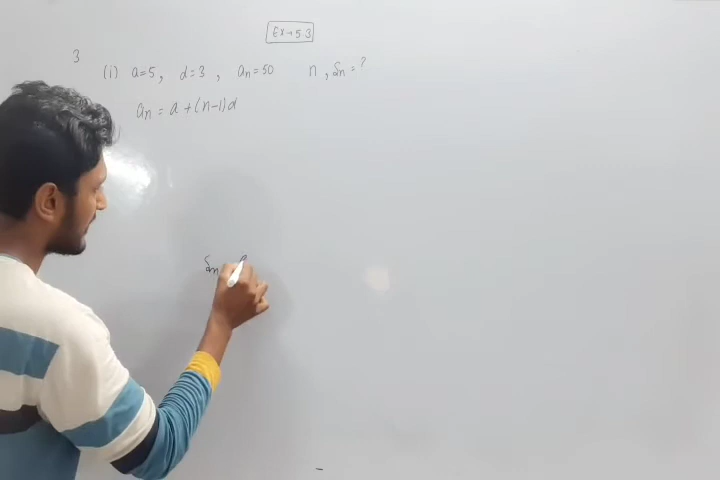 Ex→5.3
3
(i) a=5, d=3, an=50 n, Sn=?
an = a+(n-1)d
Sn